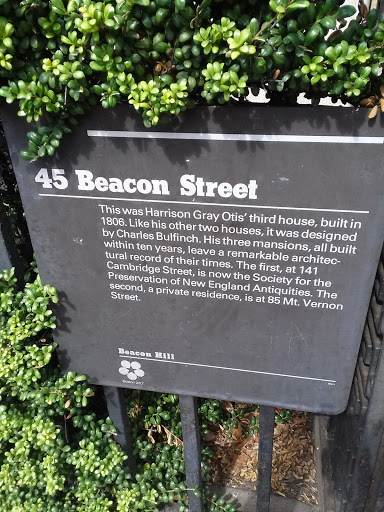 45 Beacon Street
This was Harrison Gray Otis' third house, built in
1806. Like his other two houses, it was designed
by Charles Bulfinch. His three mansions, all built
within ten years, leave a remarkable architec-
tural record of their times. The first, at 141
Cambridge Street, is now the Society for the
Preservation of New England Antiquities. The
second, a private residence, is at 85 Mt. Vernon
Street.
Beacon Hill